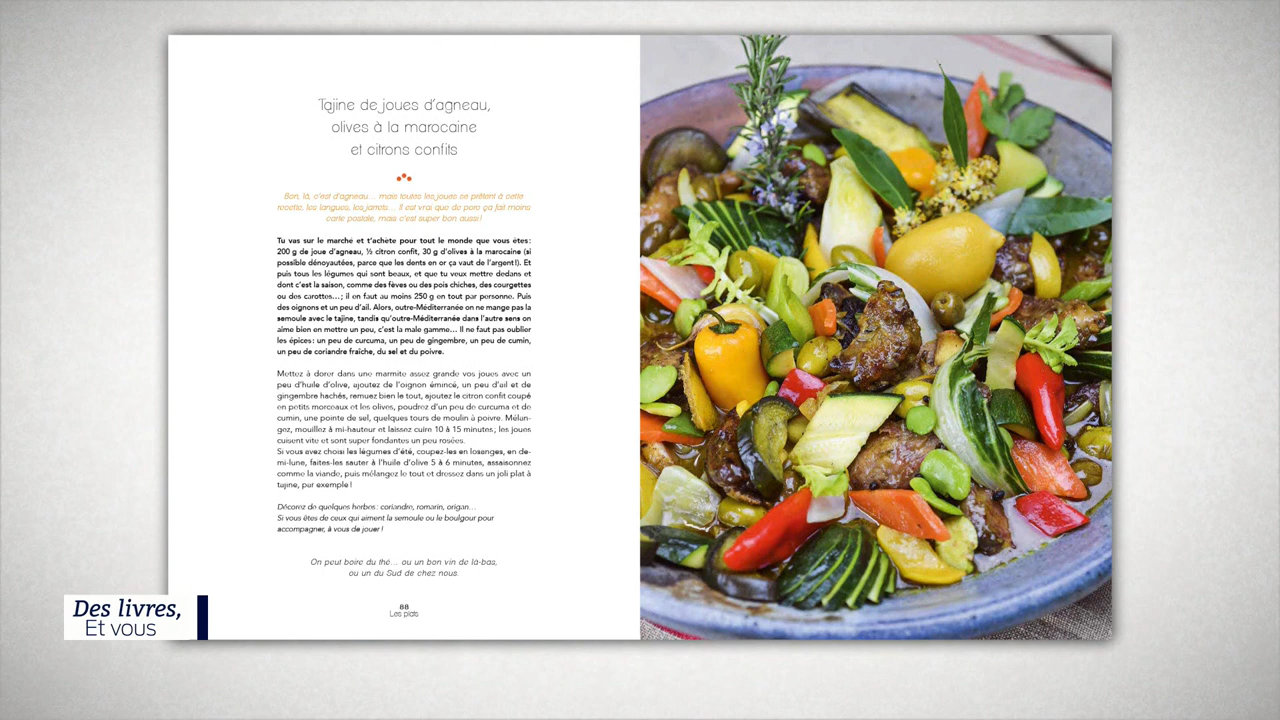 Tajine de joues d'agneau,
olives à la marocaine
et citrons confits
Bon, là, c'est d'agneau... mais toutes les joues se prêtent à cette
recette, les langues, les jarrets... Il est vrai que de porc ça fait moins
carte postale, mais c'est super bon aussi !
Tu vas sur le marché et t'achète pour tout le monde que vous êtes :
200 g de joue d'agneau, ½ citron confit, 30 g d'olives à la marocaine (si
possible dénoyautées, parce que les dents en or ça vaut de l'argent !). Et
puis tous les légumes qui sont beaux, et que tu veux mettre dedans et
dont c'est la saison, comme des fèves ou des pois chiches, des courgettes
ou des carottes... ; il en faut au moins 250 g en tout par personne. Puis
des oignons et un peu d'ail. Alors, outre-Méditerranée on ne mange pas la
semoule avec le tajine, tandis qu'outre-Méditerranée dans l'autre sens on
aime bien en mettre un peu, c'est la male gamme... Il ne faut pas oublier
les épices : un peu de curcuma, un peu de gingembre, un peu de cumin,
un peu de coriandre fraîche, du sel et du poivre.
Mettez à dorer dans une marmite assez grande vos joues avec un
peu d'huile d'olive, ajoutez de l'oignon émincé, un peu d'ail et de
gingembre hachés, remuez bien le tout, ajoutez le citron confit coupé
en petits morceaux et les olives, poudrez d'un peu de curcuma et de
cumin, une pointe de sel, quelques tours de moulin à poivre. Mélan-
gez, mouillez à mi-hauteur et laissez cuire 10 à 15 minutes ; les joues
cuisent vite et sont super fondantes un peu rosées.
Si vous avez choisi les légumes d'été, coupez-les en losanges, en de-
mi-lune, faites-les sauter à l'huile d'olive 5 à 6 minutes, assaisonnez
comme la viande, puis mélangez le tout et dressez dans un joli plat à
tajine, par exemple !
Décorez de quelques herbes : coriandre, romarin, origan...
Si vous êtes de ceux qui aiment la semoule ou le boulgour pour
accompagner, à vous de jouer !
On peut boire du thé... ou un bon vin de là-bas,
ou un du Sud de chez nous.
88
Les plats
Des livres,
Et vous